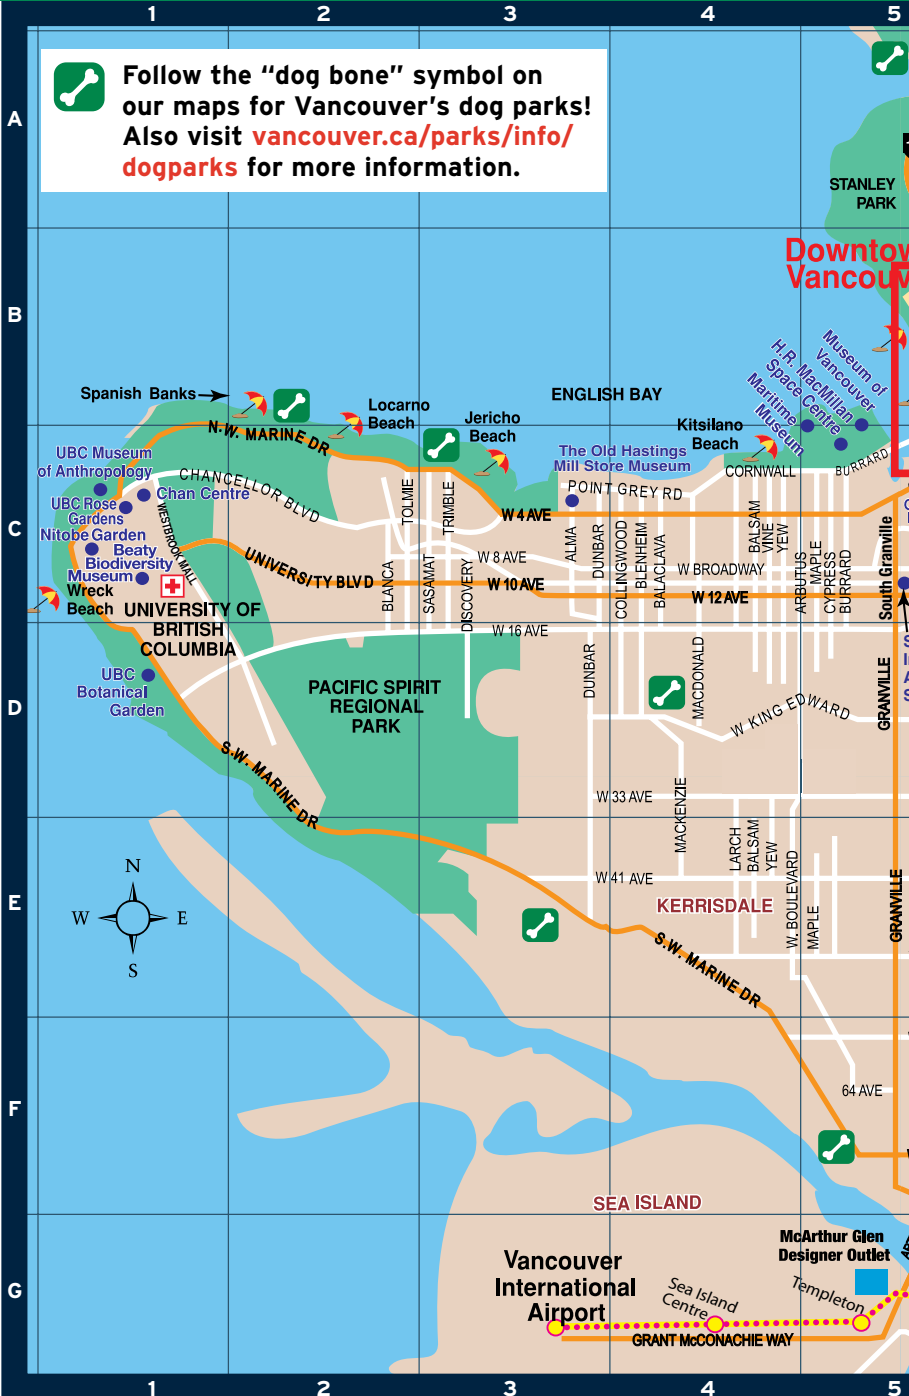 1 2 3 4 5
A
Follow the “dog bone” symbol on
our maps for Vancouver’s dog parks!
Also visit vancouver.ca/parks/info/
dogparks for more information.
STANLEY
PARK
Downtow
Vancouv
B
Museum of
Vancouver
H.R. MacMillan
Space Centre
Maritime
Museum
Spanish Banks
ENGLISH BAY
Locarno
Beach
Jericho
Beach
Kitsilano
Beach
N.W. MARINE DR
UBC Museum
of Anthropology
The Old Hastings
Mill Store Museum
CORNWALL
BURRARD
CHANCELLOR BLVD
POINT GREY RD
Chan Centre
UBC Rose
Gardens
WESTBROOK MALL
TOLMIE
TRIMBLE
W 4 AVE
C
Nitobe Garden
Beaty
Biodiversity
Museum
ALMA
DUNBAR
COLLINGWOOD
BLENHEIM
BALACLAVA
BALSAM
VINE
YEW
ARBUTUS
MAPLE
CYPRESS
BURRARD
South Granville
UNIVERSITY BLVD
BLANCA
SASAMAT
DISCOVERY
W 8 AVE
W BROADWAY
W 10 AVE
W 12 AVE
Wreck
Beach
UNIVERSITY OF
BRITISH
COLUMBIA
W 16 AVE
UBC
Botanical
Garden
D
PACIFIC SPIRIT
REGIONAL
PARK
DUNBAR
MACDONALD
W KING EDWARD
GRANVILLE
S.W. MARINE DR
W 33 AVE
MACKENZIE
LARCH
BALSAM
YEW
W. BOULEVARD
MAPLE
GRANVILLE
N
W E
S
E
W 41 AVE
KERRISDALE
S.W. MARINE DR
F
64 AVE
SEA ISLAND
McArthur Glen
Designer Outlet
G
Vancouver
International
Airport
Sea Island
Centre
Templeton
GRANT McCONACHIE WAY
1 2 3 4 5